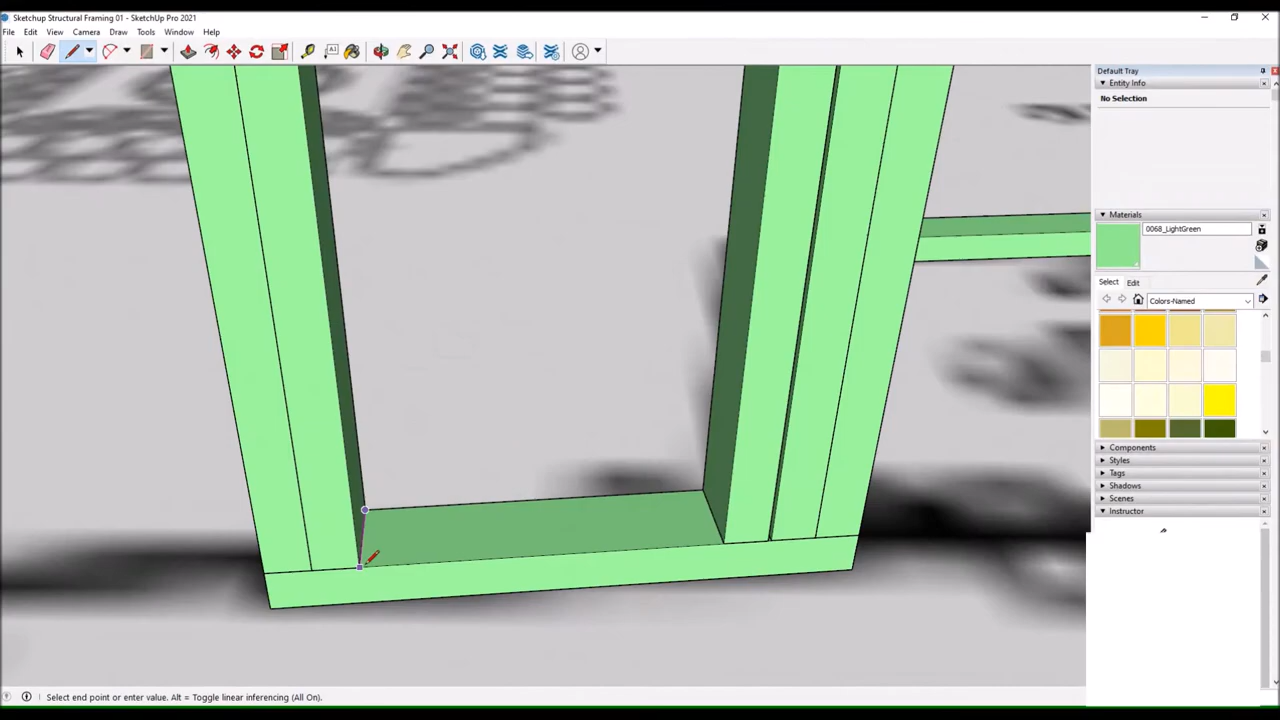 Sketchup Structural Framing 01 - SketchUp Pro 2021
File Edit Camera Draw Tools Window Help
Default Tray
Entity Info
No Selection
Materials
0068_LightGreen
Select Edit
Colors-Named
Components
Styles
Tags
Shadows
Scenes
Instructor
Select end point or enter value. Alt = Toggle linear inferencing (All On).